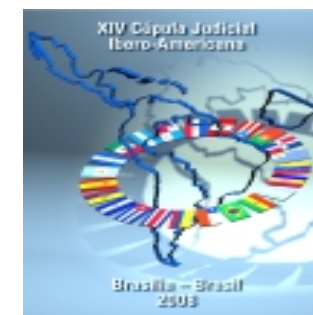 XIV Cúpula Judicial
Ibero-Americana
Brasília – Brasil
2008